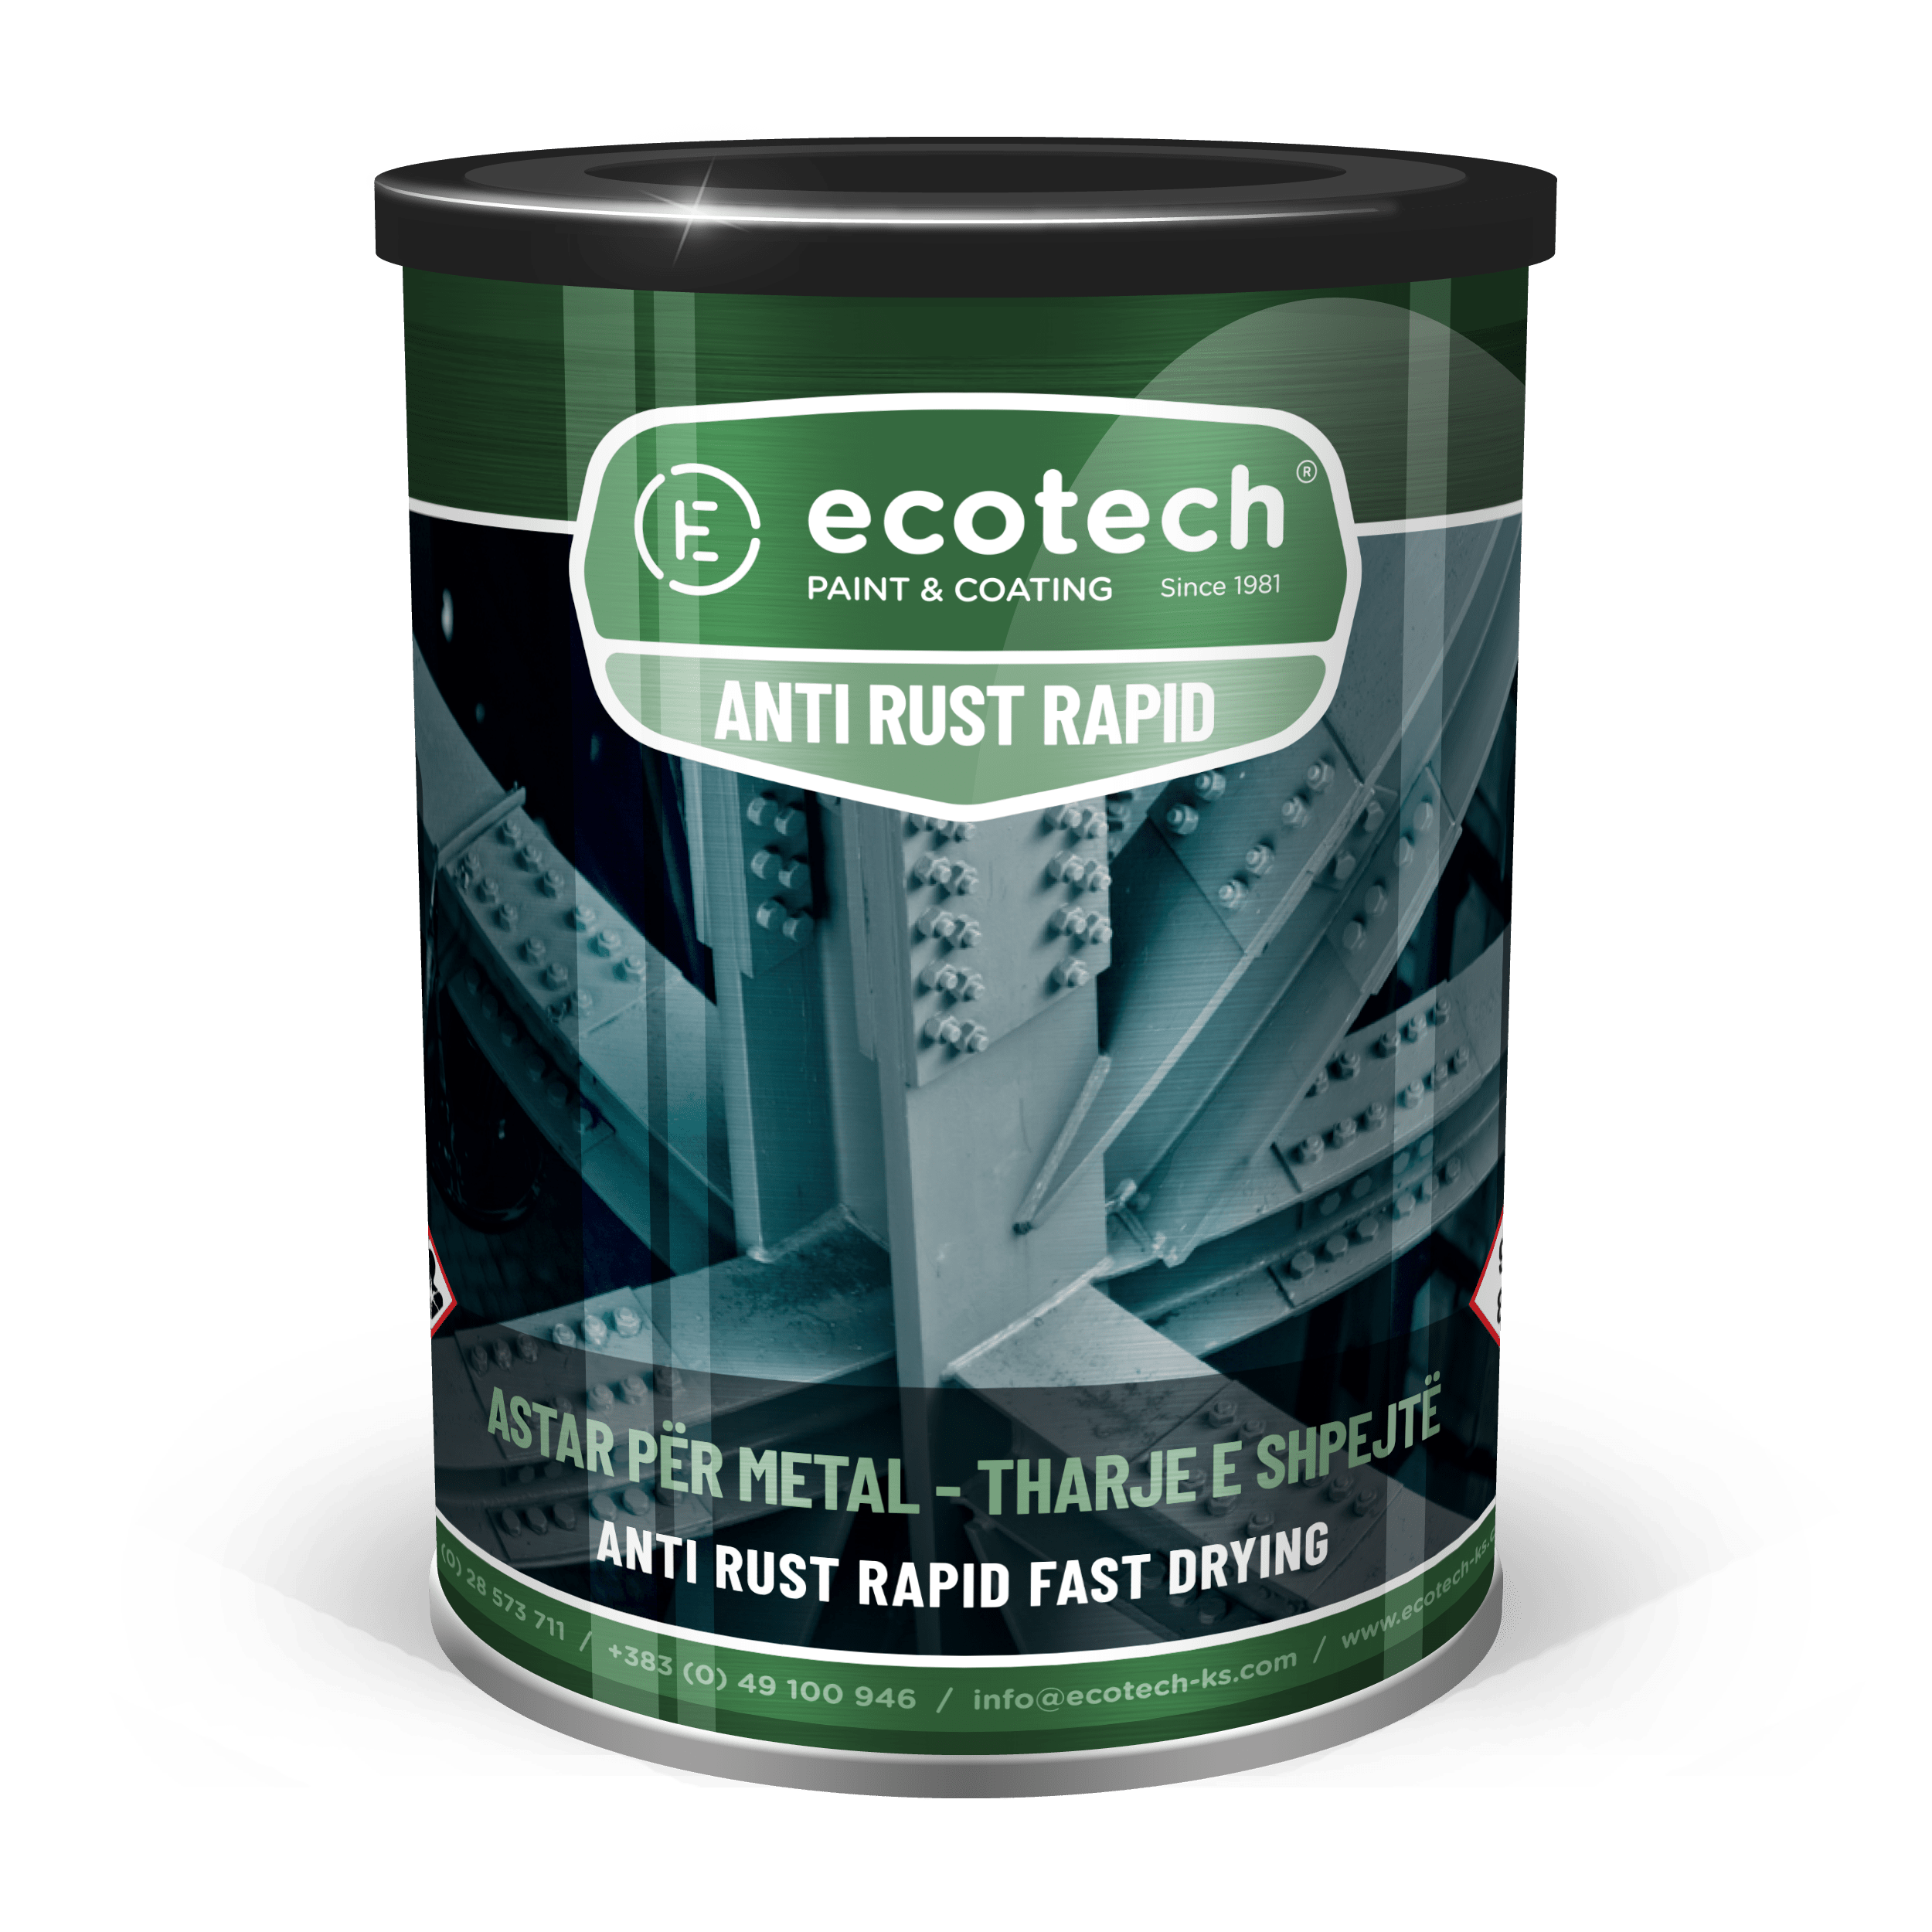 ecotech®
PAINT & COATING Since 1981
ANTI RUST RAPID
ASTAR PËR METAL – THARJE E SHPEJTË
ANTI RUST RAPID FAST DRYING
(0) 28 573 711 / +383 (0) 49 100 946 / info@ecotech-ks.com / www.ecotech-ks.c